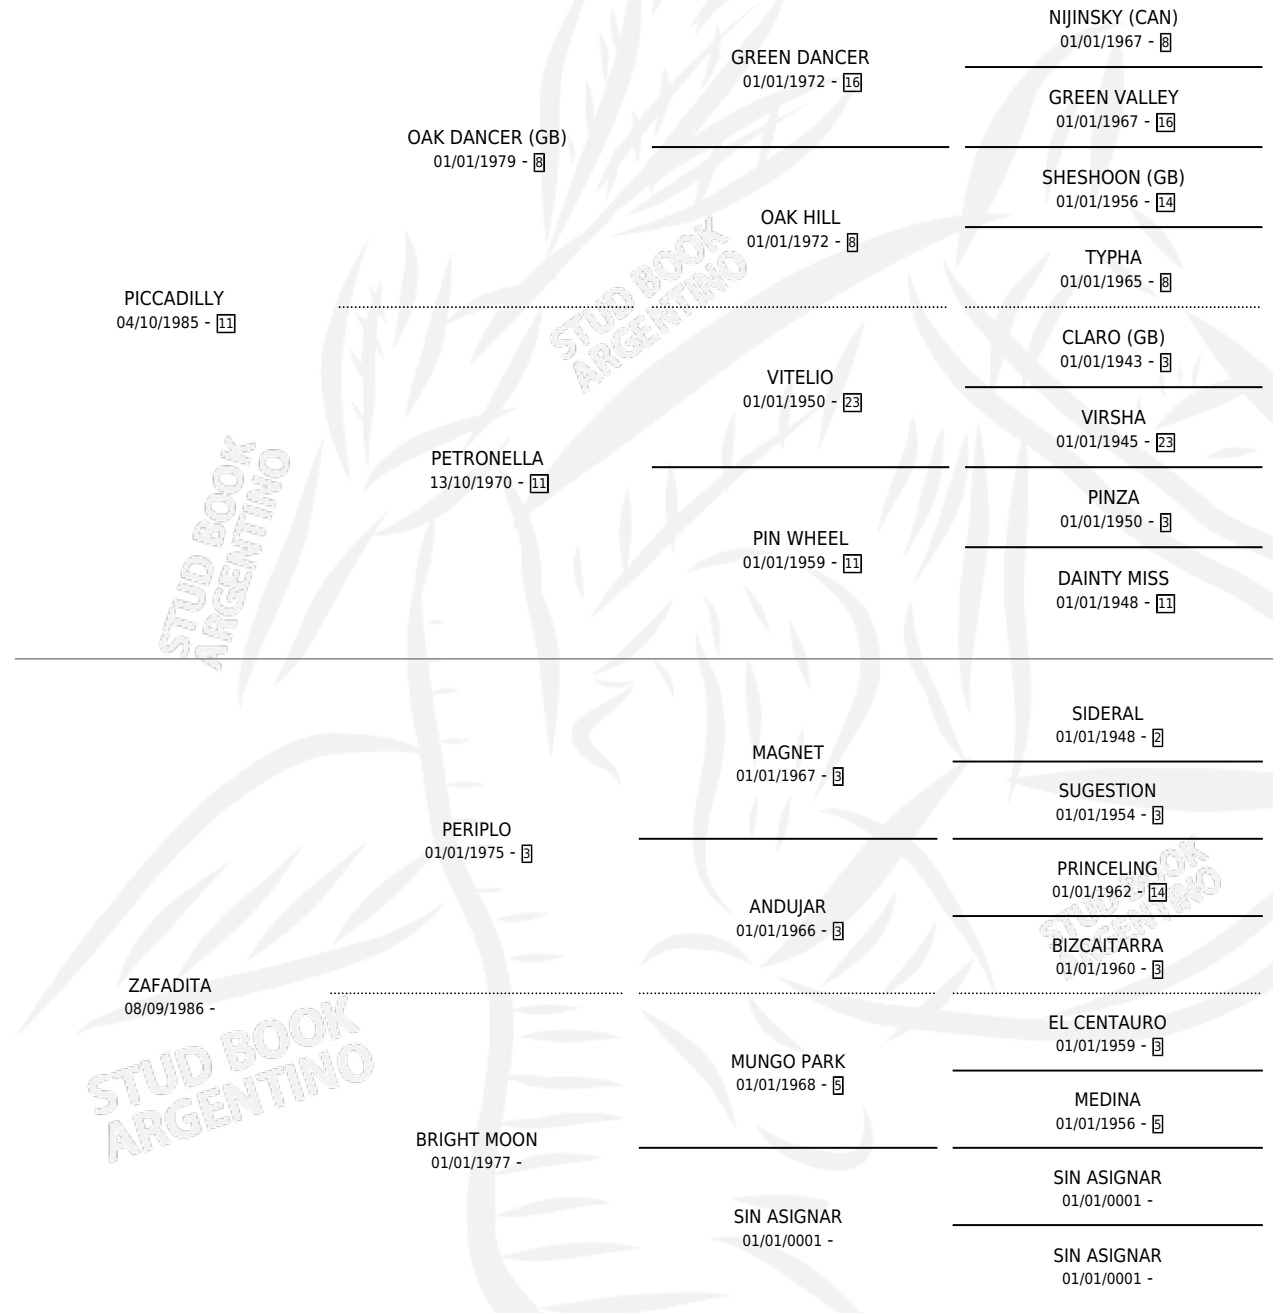 NIJINSKY (CAN)
01/01/1967 - 8
GREEN DANCER
01/01/1972 - 16
GREEN VALLEY
01/01/1967 - 16
OAK DANCER (GB)
01/01/1979 - 8
SHESHOON (GB)
01/01/1956 - 14
OAK HILL
01/01/1972 - 8
TYPHA
01/01/1965 - 8
PICCADILLY
04/10/1985 - 11
CLARO (GB)
01/01/1943 - 3
VITELIO
01/01/1950 - 23
VIRSHA
01/01/1945 - 23
PETRONELLA
13/10/1970 - 11
PINZA
01/01/1950 - 3
PIN WHEEL
01/01/1959 - 11
DAINTY MISS
01/01/1948 - 11
SIDERAL
01/01/1948 - 2
MAGNET
01/01/1967 - 3
SUGESTION
01/01/1954 - 3
PERIPLO
01/01/1975 - 3
PRINCELING
01/01/1962 - 14
ANDUJAR
01/01/1966 - 3
BIZCAITARRA
01/01/1960 - 3
ZAFADITA
08/09/1986 -
EL CENTAURO
01/01/1959 - 3
MUNGO PARK
01/01/1968 - 5
MEDINA
01/01/1956 - 5
BRIGHT MOON
01/01/1977 -
SIN ASIGNAR
01/01/0001 -
SIN ASIGNAR
01/01/0001 -
SIN ASIGNAR
01/01/0001 -
STUD BOOK
ARGENTINO
STUD BOOK
ARGENTINO
STUD BOOK
ARGENTINO
STUD BOOK
ARGENTINO